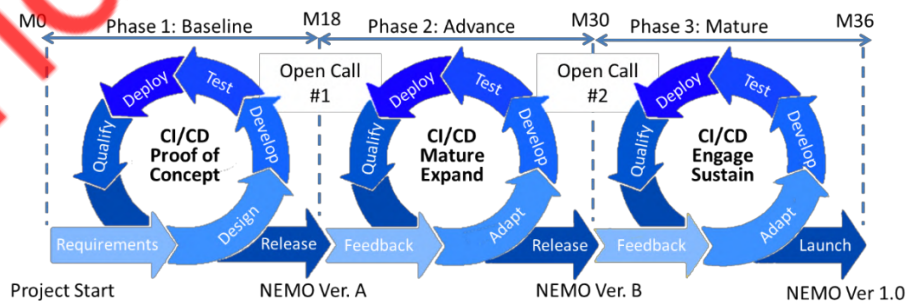 M0
Phase 1: Baseline
M18
Phase 2: Advance
M30
Phase 3: Mature
M36
Open Call
#1
Open Call
#2
Deploy
Test
Qualify
Develop
CI/CD
Proof of
Concept
Design
Requirements
Release
Deploy
Test
Qualify
Develop
CI/CD
Mature
Expand
Adapt
Feedback
Release
Deploy
Test
Qualify
Develop
CI/CD
Engage
Sustain
Adapt
Feedback
Launch
Project Start
NEMO Ver. A
NEMO Ver. B
NEMO Ver 1.0